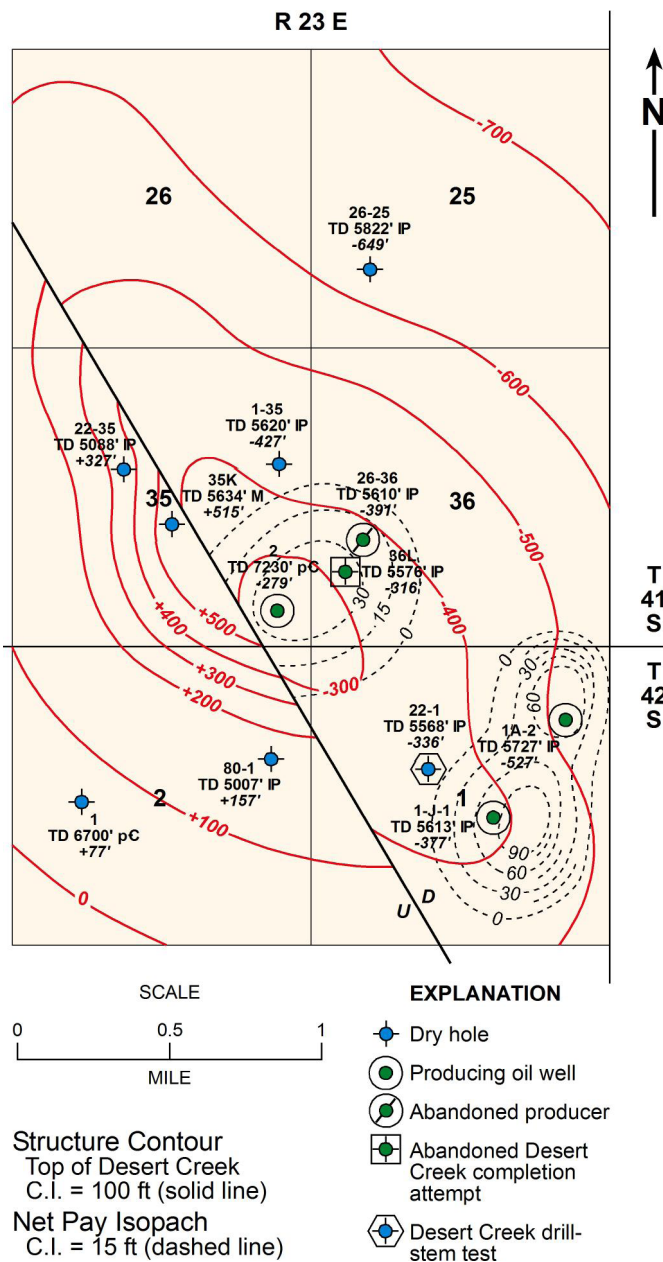 R 23 E
N
-700
26
25
26-25
TD 5822' IP
-649'
-600
1-35
TD 5620' IP
-427'
22-35
TD 5088' IP
+327'
35
35K
TD 5634' M
+515'
26-36
TD 5610' IP
-391'
36
-500
2
TD 7230' pЄ
-279'
36L
TD 5576' IP
-316'
30
15
0
+500
+400
+300
+200
-300
-400
T
41
S
T
42
S
0
30
60
22-1
TD 5568' IP
-336'
1A-2
TD 5727' IP
-527'
80-1
TD 5007' IP
+157'
2
1
TD 6700' pЄ
+77'
+100
1-J-1
TD 5613' IP
-377'
1
90
60
30
0
0
U
D
SCALE
0 0.5 1
MILE
Structure Contour
Top of Desert Creek
C.I. = 100 ft (solid line)
Net Pay Isopach
C.I. = 15 ft (dashed line)
EXPLANATION
Dry hole
Producing oil well
Abandoned producer
Abandoned Desert
Creek completion
attempt
Desert Creek drill-
stem test